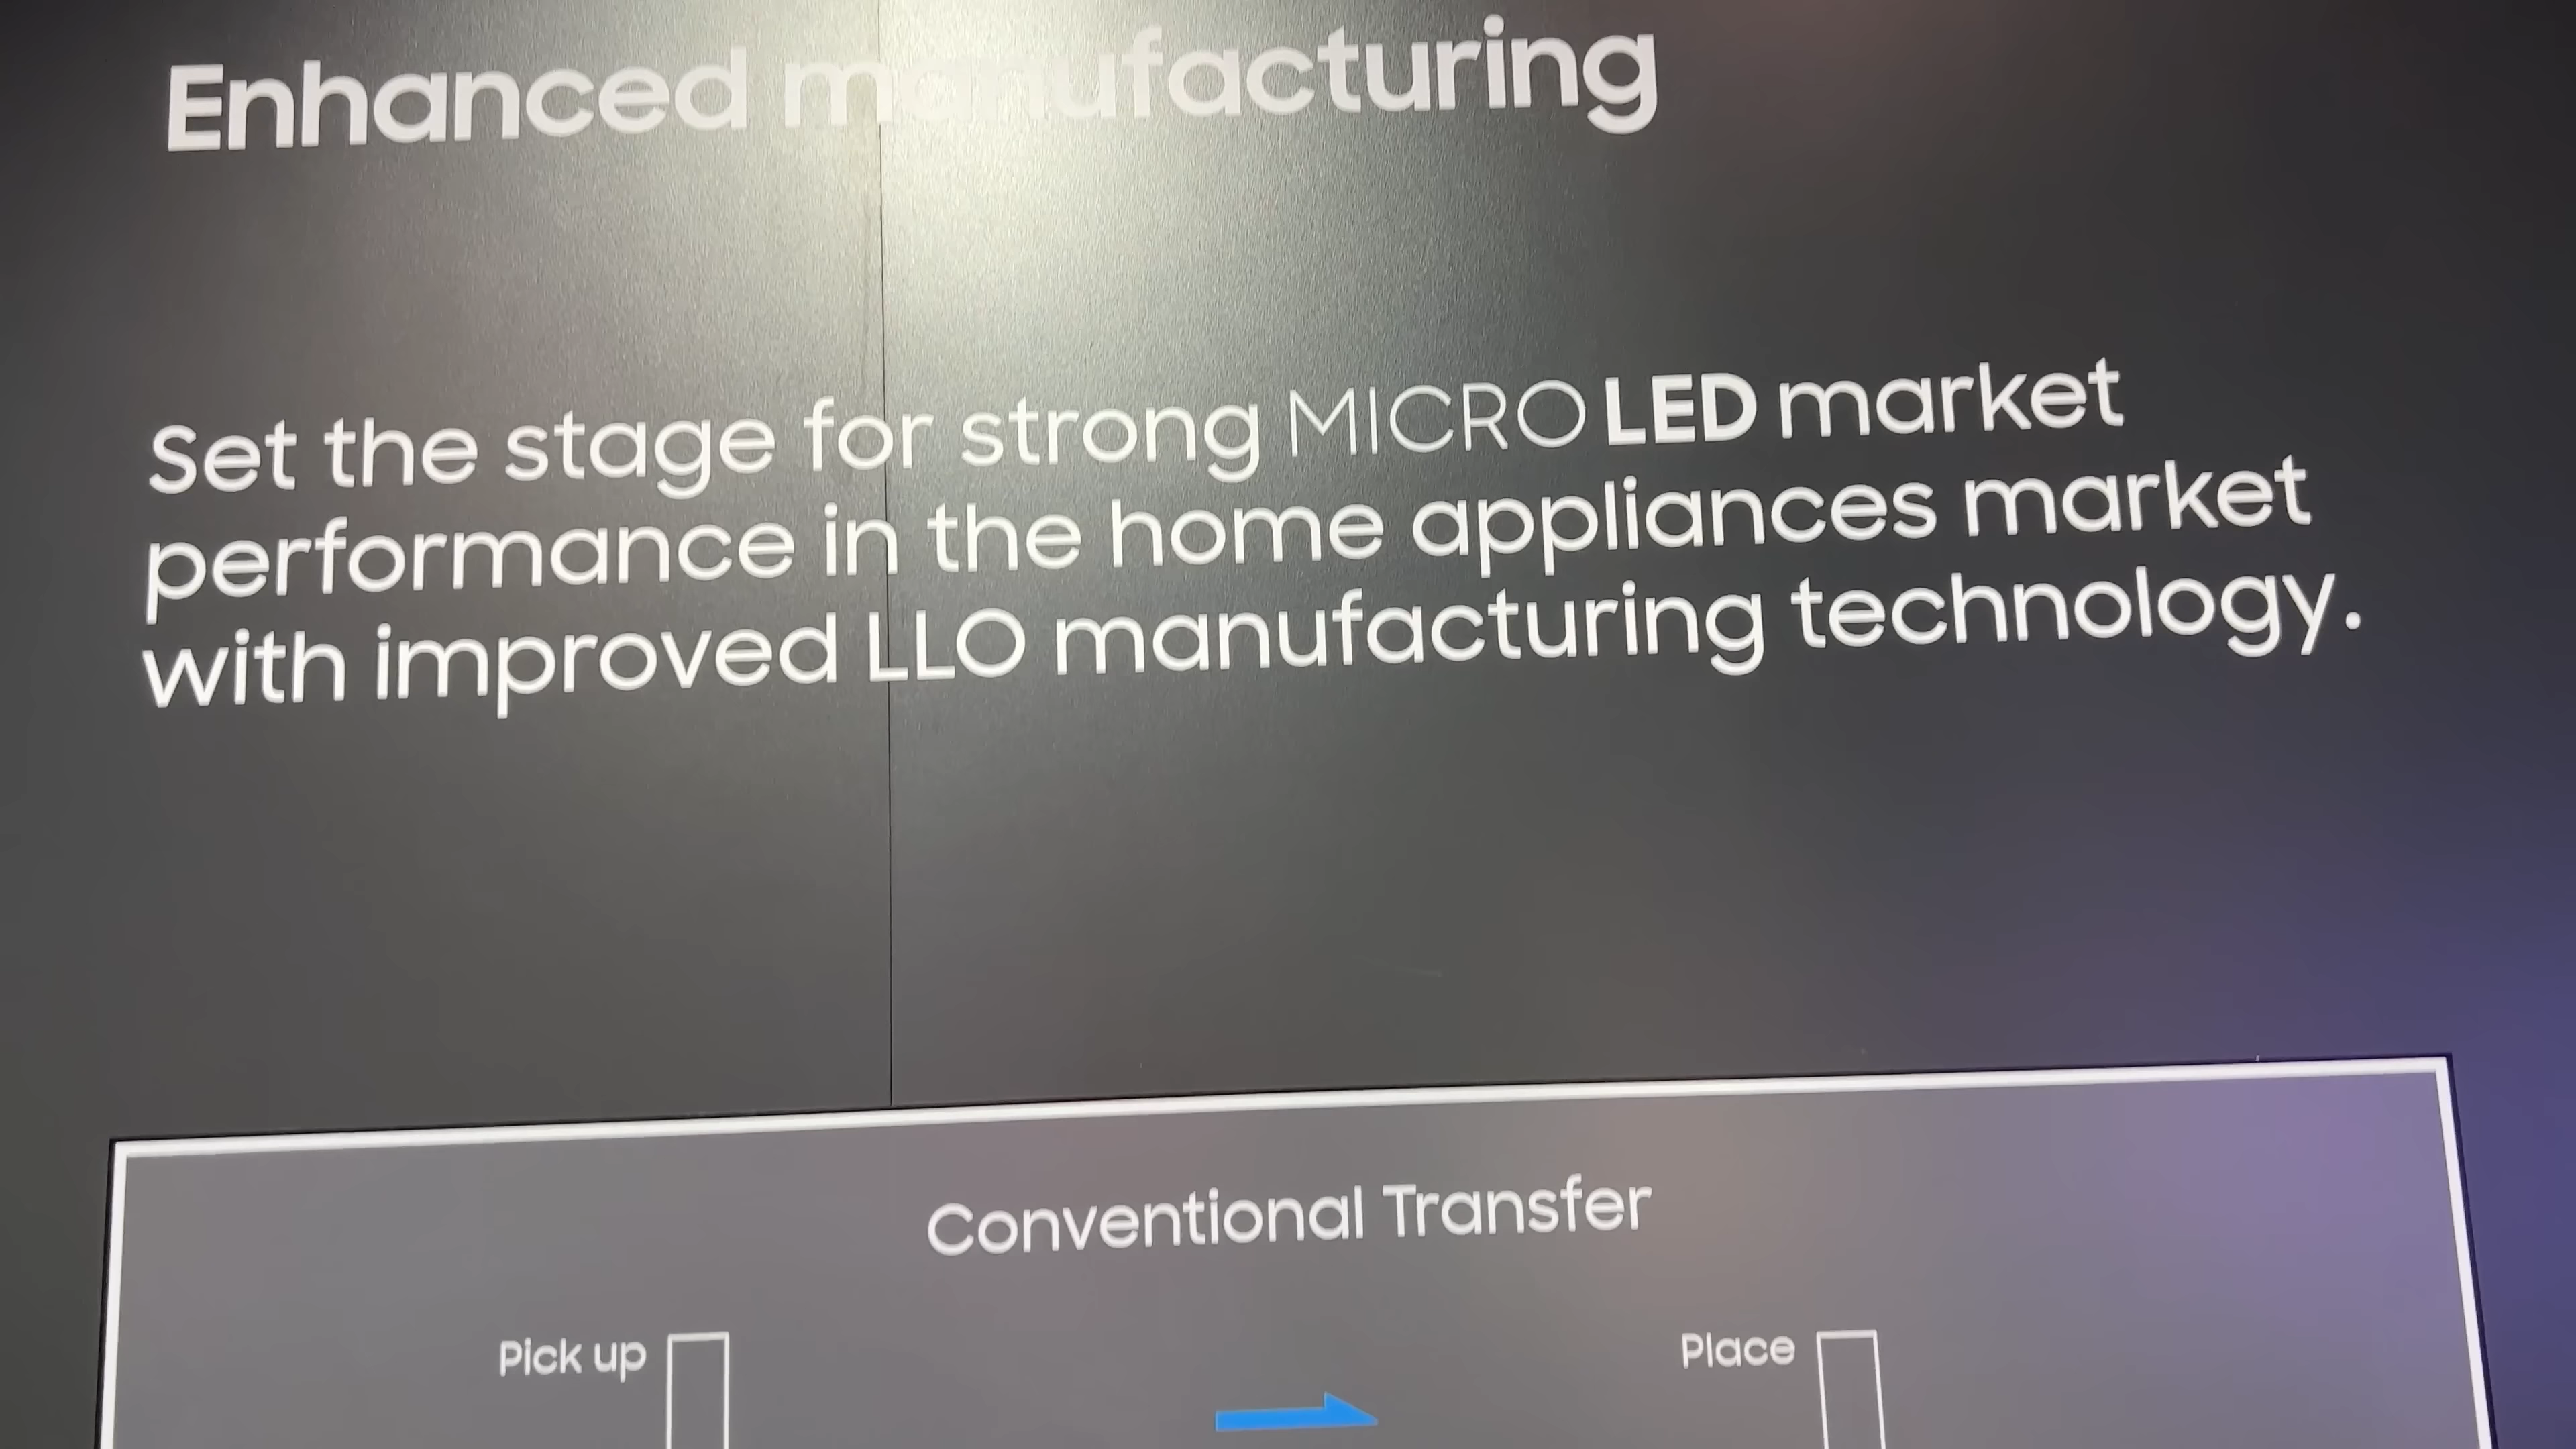 Enhanced manufacturing
Set the stage for strong MICRO LED market
performance in the home appliances market
with improved LLO manufacturing technology.
Conventional Transfer
Pick up
Place